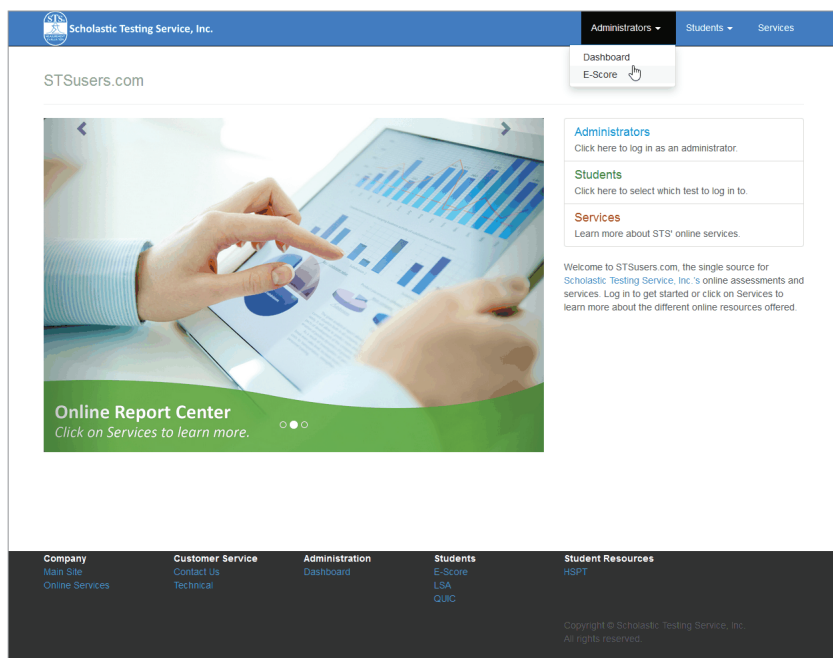 STS
Scholastic Testing Service, Inc.
Administrators
Students
Services
Dashboard
E-Score
STSusers.com
Administrators
Click here to log in as an administrator.
Students
Click here to select which test to log in to.
Services
Learn more about STS' online services.
Welcome to STSusers.com, the single source for
Scholastic Testing Service, Inc.'s online assessments and
services. Log in to get started or click on Services to
learn more about the different online resources offered.
Online Report Center
Click on Services to learn more.
Company
Main Site
Online Services
Customer Service
Contact Us
Technical
Administration
Dashboard
Students
E-Score
LSA
QUIC
Student Resources
HSPT
Copyright © Scholastic Testing Service, Inc.
All rights reserved.